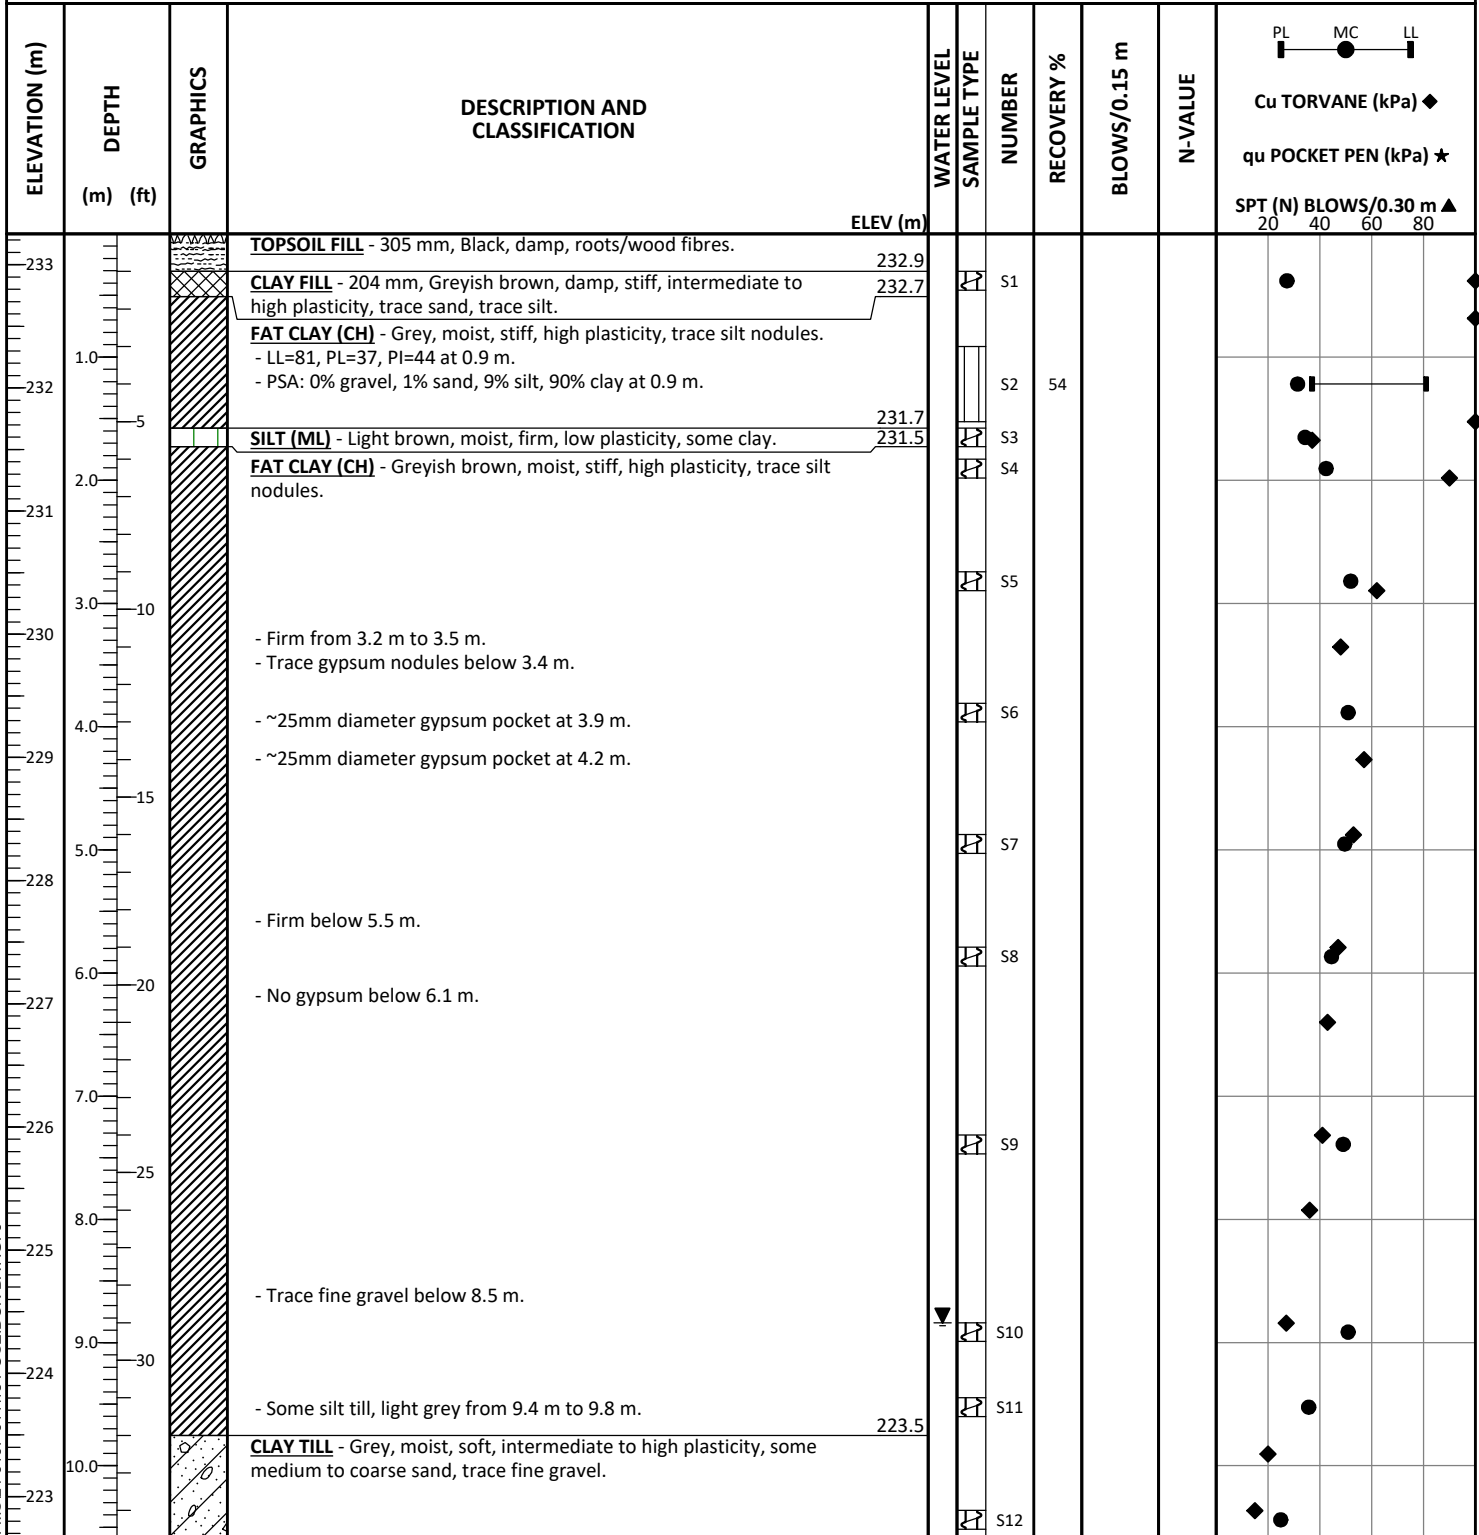 ELEVATION (m)
DEPTH
(m) (ft)
GRAPHICS
DESCRIPTION AND
CLASSIFICATION
ELEV (m)
WATER LEVEL
SAMPLE TYPE
NUMBER
RECOVERY %
BLOWS/0.15 m
N-VALUE
PL MC LL
Cu TORVANE (kPa) ◆
qu POCKET PEN (kPa) ★
SPT (N) BLOWS/0.30 m ▲
20 40 60 80
TOPSOIL FILL - 305 mm, Black, damp, roots/wood fibres.
233
232.9
CLAY FILL - 204 mm, Greyish brown, damp, stiff, intermediate to
232.7
S1
high plasticity, trace sand, trace silt.
FAT CLAY (CH) - Grey, moist, stiff, high plasticity, trace silt nodules.
1.0
- LL=81, PL=37, PI=44 at 0.9 m.
232
- PSA: 0% gravel, 1% sand, 9% silt, 90% clay at 0.9 m.
S2 54
5
231.7
SILT (ML) - Light brown, moist, firm, low plasticity, some clay.
231.5
S3
FAT CLAY (CH) - Greyish brown, moist, stiff, high plasticity, trace silt
S4
2.0
nodules.
231
S5
3.0
10
230
- Firm from 3.2 m to 3.5 m.
- Trace gypsum nodules below 3.4 m.
S6
- ~25mm diameter gypsum pocket at 3.9 m.
4.0
229
- ~25mm diameter gypsum pocket at 4.2 m.
15
S7
5.0
228
- Firm below 5.5 m.
S8
6.0
20
- No gypsum below 6.1 m.
227
7.0
226
S9
25
8.0
225
- Trace fine gravel below 8.5 m.
S10
9.0
30
224
- Some silt till, light grey from 9.4 m to 9.8 m.
S11
223.5
CLAY TILL - Grey, moist, soft, intermediate to high plasticity, some
10.0
medium to coarse sand, trace fine gravel.
223
S12